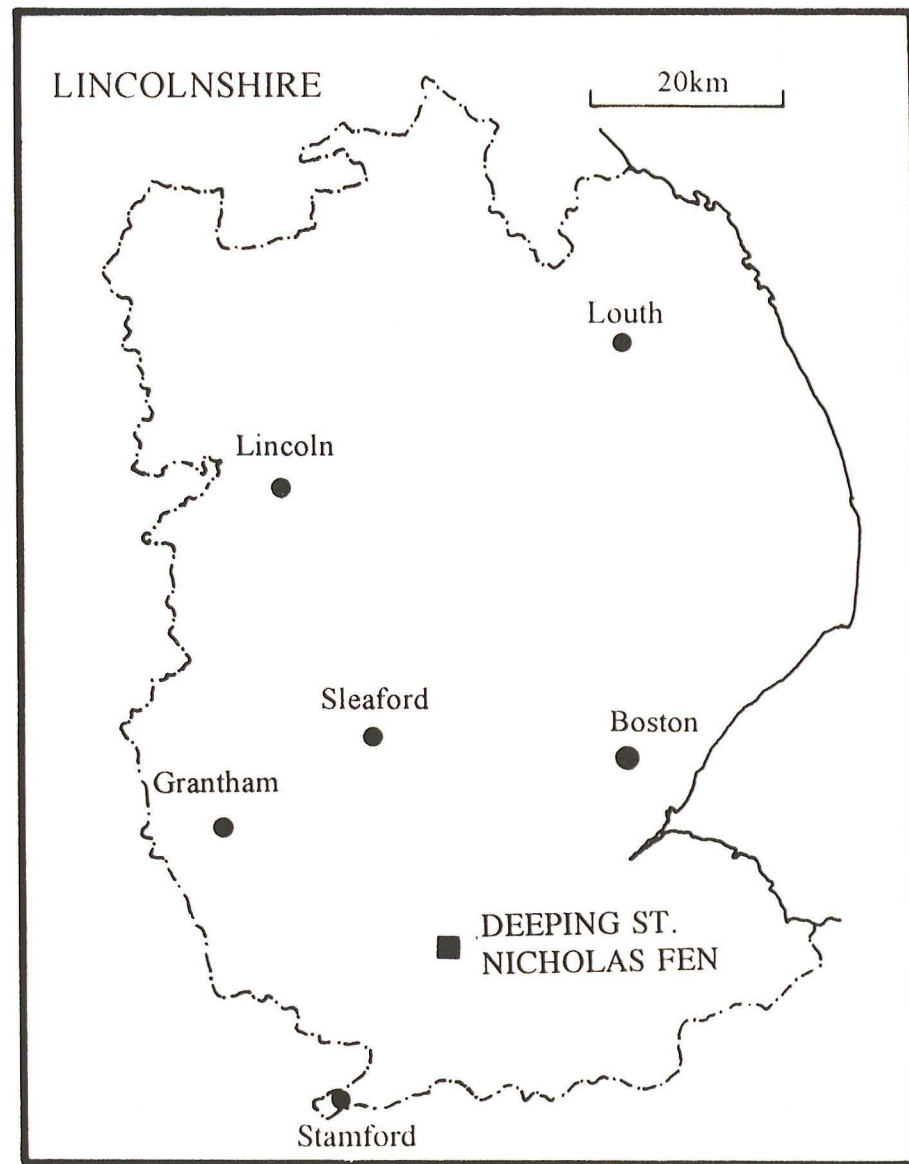 LINCOLNSHIRE
20km
Louth
Lincoln
Sleaford
Boston
Grantham
DEEPING ST.
NICHOLAS FEN
Stamford